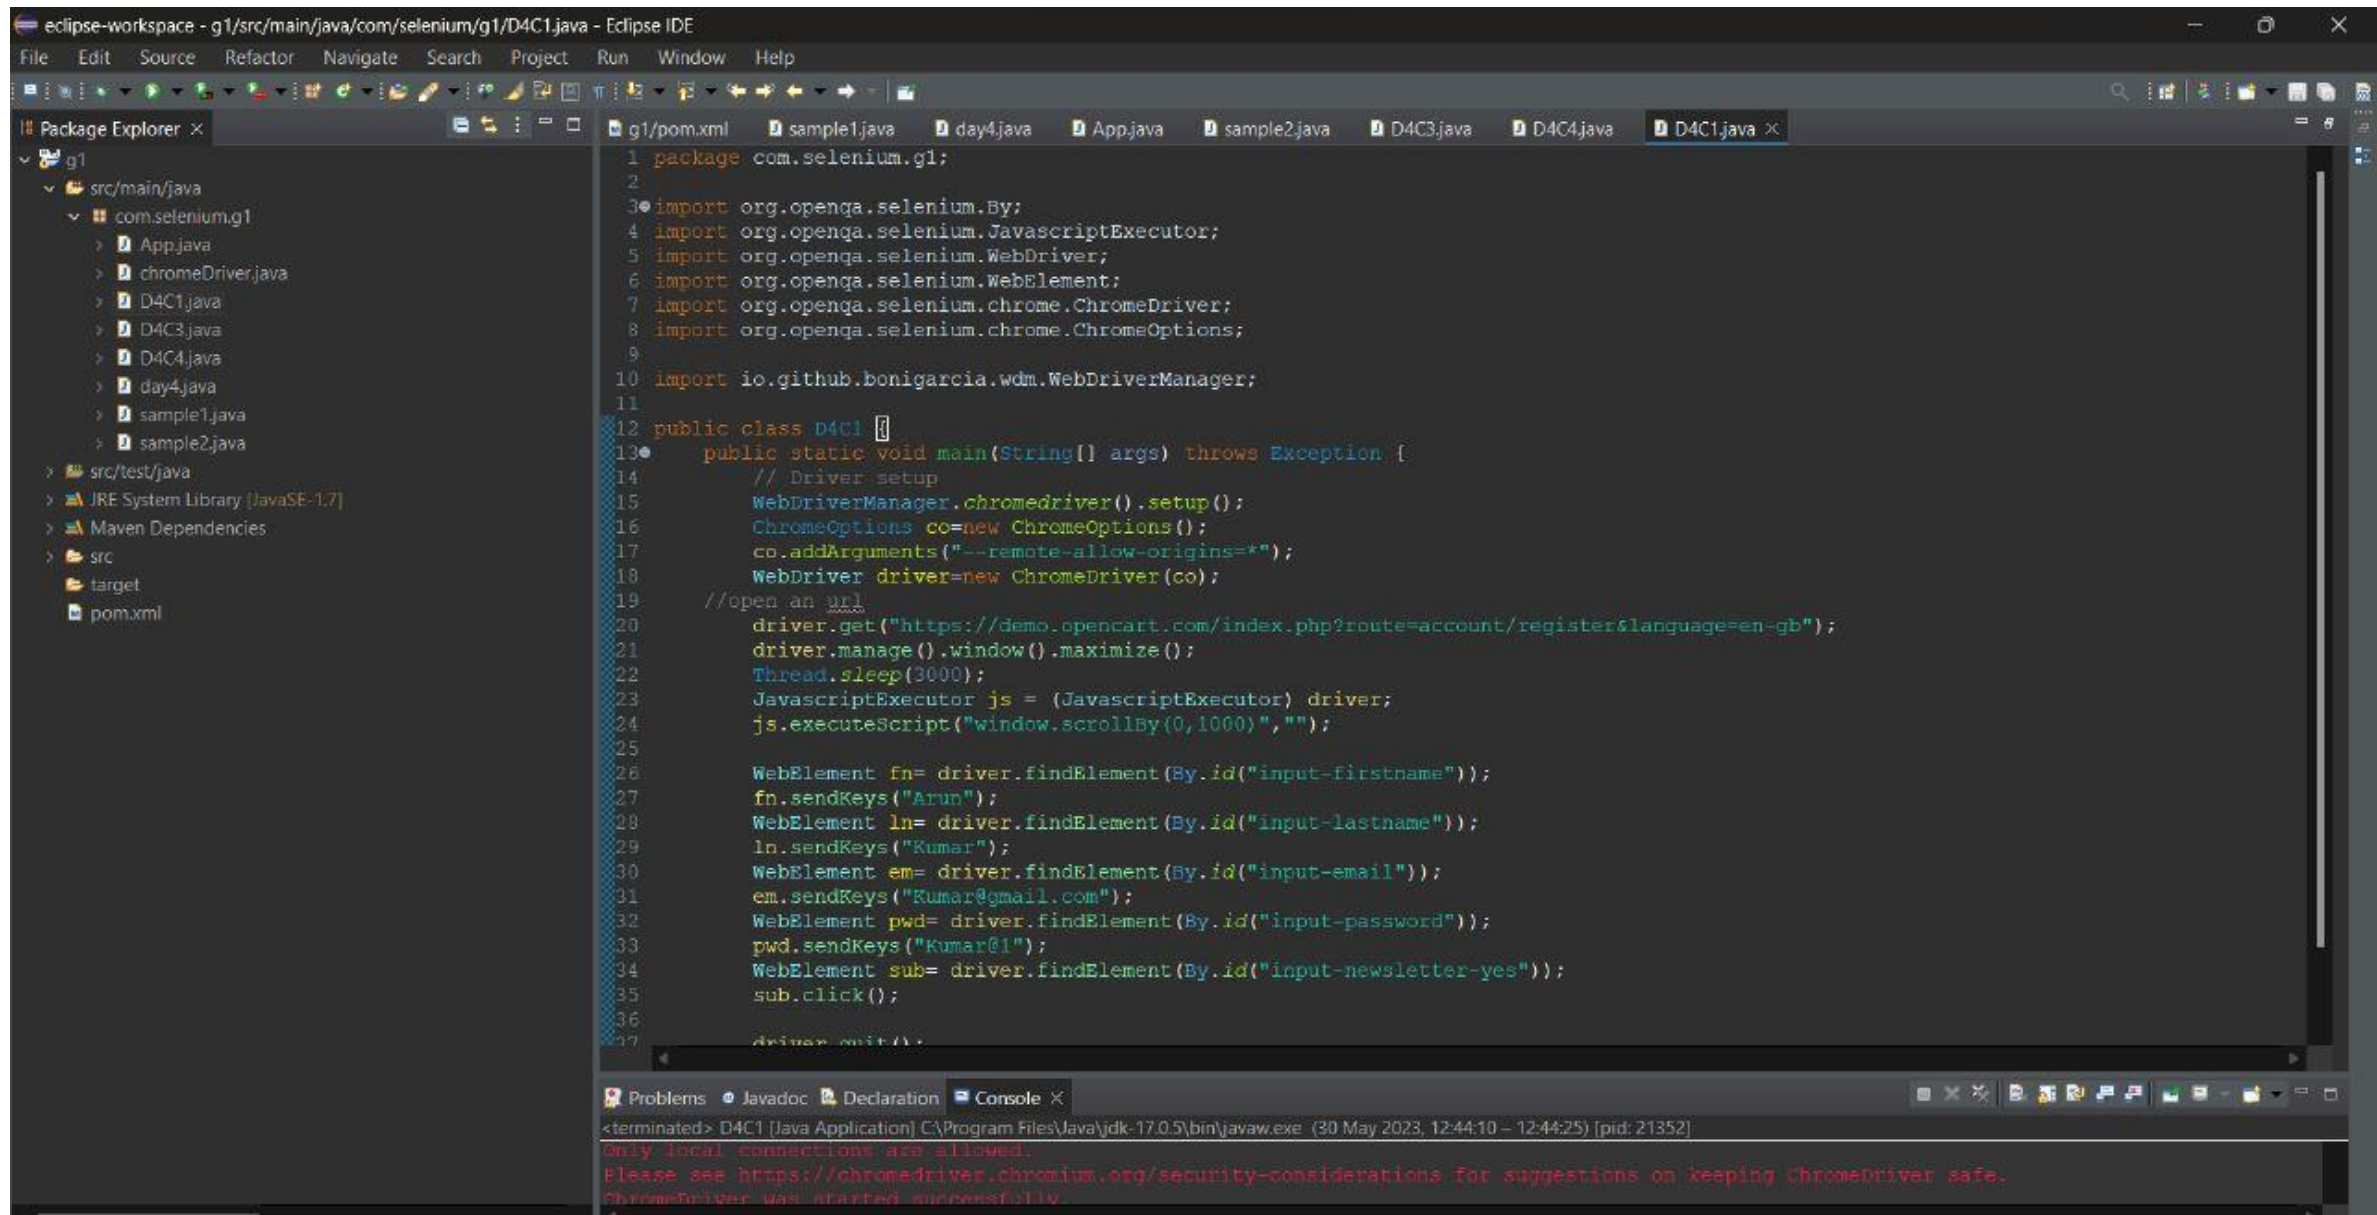 eclipse-workspace - g1/src/main/java/com/selenium/g1/D4C1.java - Eclipse IDE
File Edit Source Refactor Navigate Search Project Run Window Help
Package Explorer
g1
src/main/java
com.selenium.g1
App.java
chromeDriver.java
D4C1.java
D4C3.java
D4C4.java
day4.java
sample1.java
sample2.java
src/test/java
JRE System Library [JavaSE-1.7]
Maven Dependencies
src
target
pom.xml
g1/pom.xml sample1.java day4.java App.java sample2.java D4C3.java D4C4.java D4C1.java
1 package com.selenium.g1;
2
3 import org.openqa.selenium.By;
4 import org.openqa.selenium.JavascriptExecutor;
5 import org.openqa.selenium.WebDriver;
6 import org.openqa.selenium.WebElement;
7 import org.openqa.selenium.chrome.ChromeDriver;
8 import org.openqa.selenium.chrome.ChromeOptions;
9
10 import io.github.bonigarcia.wdm.WebDriverManager;
11
12 public class D4C1 {
13 public static void main(String[] args) throws Exception {
14 // Driver setup
15 WebDriverManager.chromedriver().setup();
16 ChromeOptions co=new ChromeOptions();
17 co.addArguments("--remote-allow-origins=*");
18 WebDriver driver=new ChromeDriver(co);
19 //open an url
20 driver.get("https://demo.opencart.com/index.php?route=account/register&language=en-gb");
21 driver.manage().window().maximize();
22 Thread.sleep(3000);
23 JavascriptExecutor js = (JavascriptExecutor) driver;
24 js.executeScript("window.scrollBy(0,1000)","");
25
26 WebElement fn= driver.findElement(By.id("input-firstname"));
27 fn.sendKeys("Arun");
28 WebElement ln= driver.findElement(By.id("input-lastname"));
29 ln.sendKeys("Kumar");
30 WebElement em= driver.findElement(By.id("input-email"));
31 em.sendKeys("Kumar@gmail.com");
32 WebElement pwd= driver.findElement(By.id("input-password"));
33 pwd.sendKeys("Kumar@1");
34 WebElement sub= driver.findElement(By.id("input-newsletter-yes"));
35 sub.click();
36
37 driver.quit();
Problems Javadoc Declaration Console
<terminated> D4C1 [Java Application] C:\Program Files\Java\jdk-17.0.5\bin\javaw.exe (30 May 2023, 12:44:10 – 12:44:25) [pid: 21352]
Only local connections are allowed.
Please see https://chromedriver.chromium.org/security-considerations for suggestions on keeping ChromeDriver safe.
ChromeDriver was started successfully.